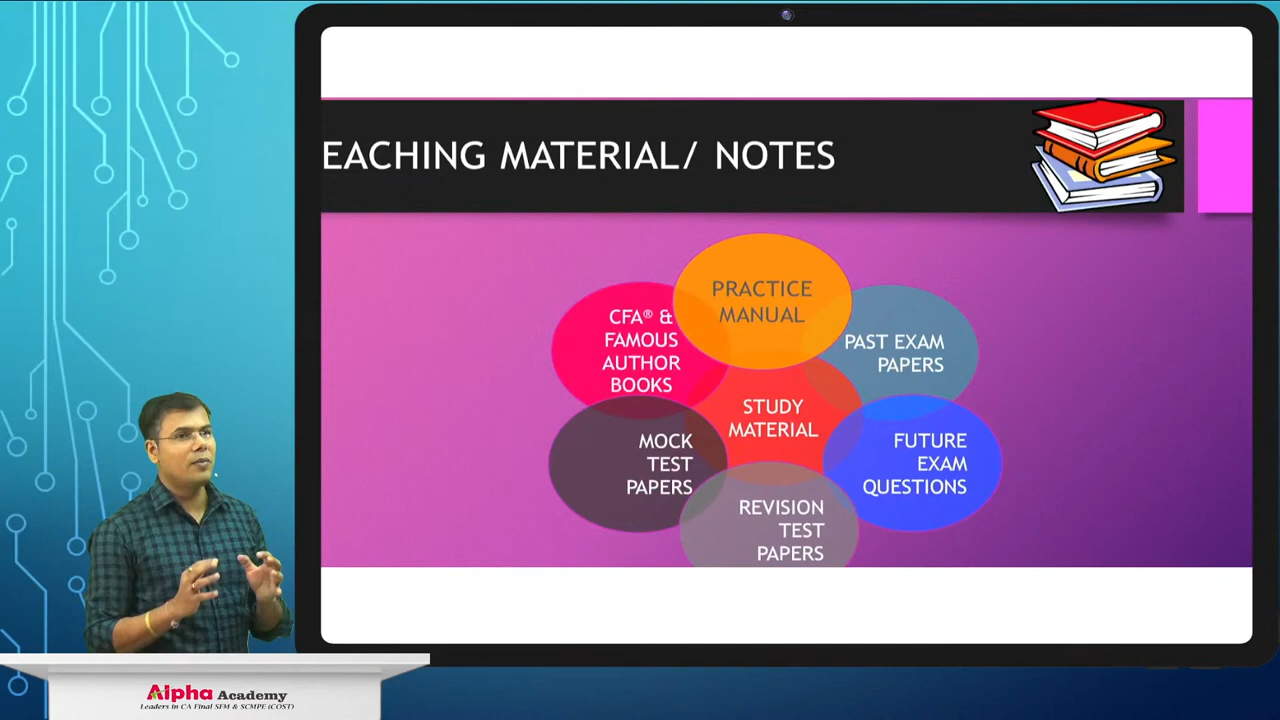 EACHING MATERIAL/ NOTES
PRACTICE
MANUAL
CFA® &
FAMOUS
AUTHOR
BOOKS
PAST EXAM
PAPERS
STUDY
MATERIAL
MOCK
TEST
PAPERS
FUTURE
EXAM
QUESTIONS
REVISION
TEST
PAPERS
Alpha Academy
Leaders in CA Final SFM & SCMPE (COST)